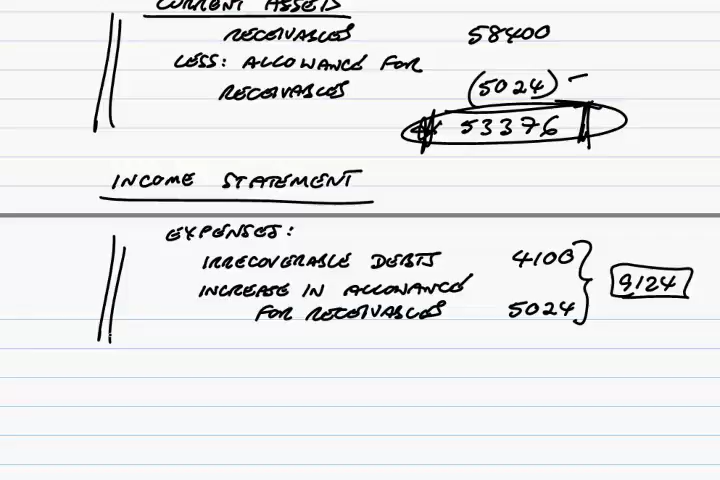 CURRENT ASSETS
RECEIVABLES 58400
LESS: ALLOWANCE FOR
RECEIVABLES (5024)
53376
INCOME STATEMENT
EXPENSES:
IRRECOVERABLE DEBTS 4100
INCREASE IN ALLOWANCE
FOR RECEIVABLES 5024
9124